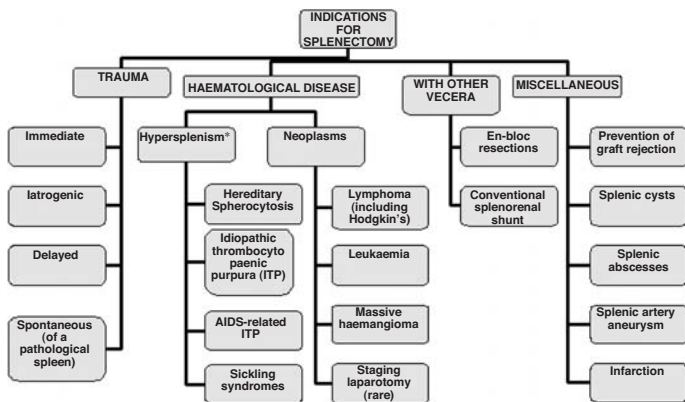 INDICATIONS
FOR
SPLENECTOMY
TRAUMA
HAEMATOLOGICAL DISEASE
WITH OTHER
VECERA
MISCELLANEOUS
Immediate
Iatrogenic
Delayed
Spontaneous
(of a
pathological
spleen)
Hypersplenism*
Hereditary
Spherocytosis
Idiopathic
thrombocyto
paenic
purpura (ITP)
AIDS-related
ITP
Sickling
syndromes
Neoplasms
Lymphoma
(including
Hodgkin's)
Leukaemia
Massive
haemangioma
Staging
laparotomy
(rare)
En-bloc
resections
Conventional
splenorenal
shunt
Prevention of
graft rejection
Splenic cysts
Splenic
abscesses
Splenic artery
aneurysm
Infarction